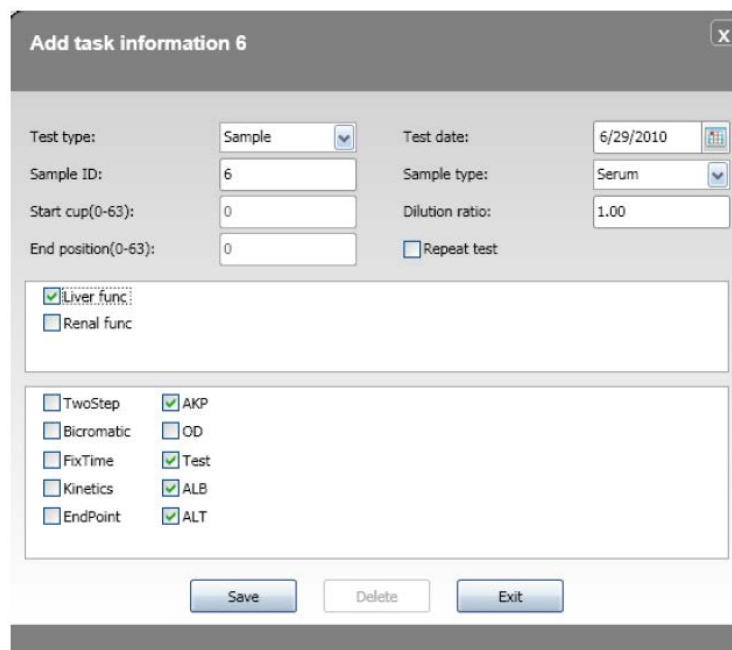 Add task information 6
x
Test type: Sample Test date: 6/29/2010
Sample ID: 6 Sample type: Serum
Start cup(0-63): 0 Dilution ratio: 1.00
End position(0-63): 0 Repeat test
Liver func
Renal func
TwoStep AKP
Bicromatic OD
FixTime Test
Kinetics ALB
EndPoint ALT
Save Delete Exit